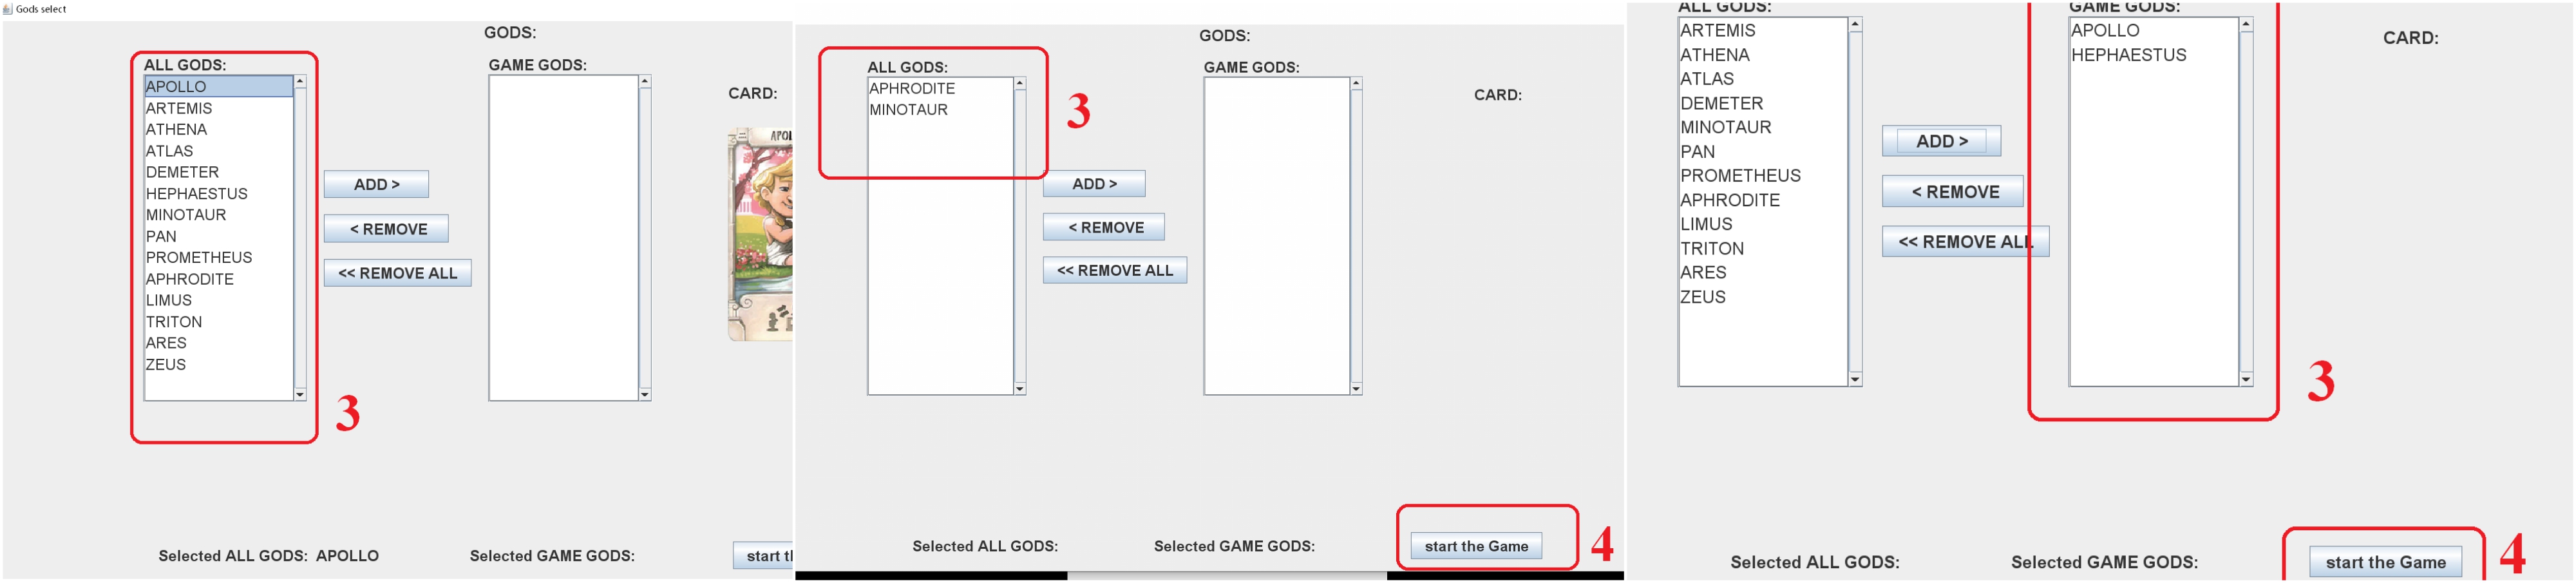 Gods select
GODS:
ALL GODS:
GAME GODS:
APOLLO
ARTEMIS
ATHENA
ATLAS
DEMETER
HEPHAESTUS
MINOTAUR
PAN
PROMETHEUS
APHRODITE
LIMUS
TRITON
ARES
ZEUS
3
ADD >
< REMOVE
<< REMOVE ALL
CARD:
Selected ALL GODS: APOLLO
Selected GAME GODS:
start
GODS:
ALL GODS:
GAME GODS:
APHRODITE
MINOTAUR
3
ADD >
< REMOVE
<< REMOVE ALL
CARD:
Selected ALL GODS:
Selected GAME GODS:
start the Game
4
ALL GODS:
GAME GODS:
ARTEMIS
ATHENA
ATLAS
DEMETER
MINOTAUR
PAN
PROMETHEUS
APHRODITE
LIMUS
TRITON
ARES
ZEUS
ADD >
< REMOVE
<< REMOVE ALL
APOLLO
HEPHAESTUS
CARD:
3
Selected ALL GODS:
Selected GAME GODS:
start the Game
4